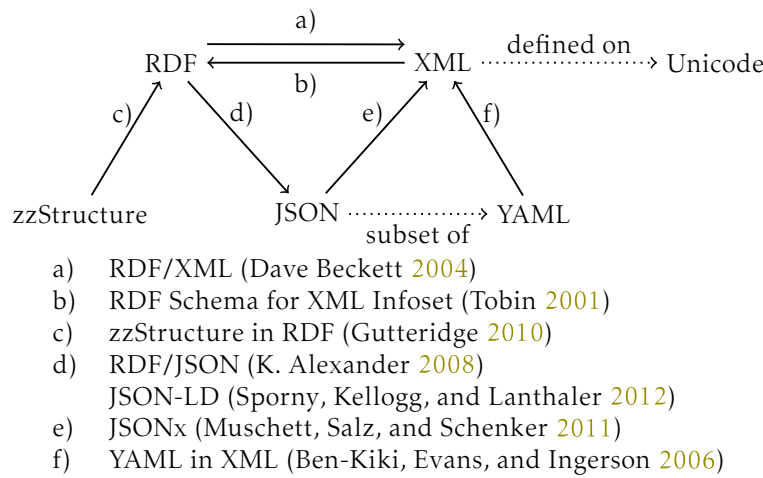 a)
RDF XML defined on Unicode
b)
c) d) e) f)
zzStructure JSON YAML
subset of
a) RDF/XML (Dave Beckett 2004)
b) RDF Schema for XML Infoset (Tobin 2001)
c) zzStructure in RDF (Gutteridge 2010)
d) RDF/JSON (K. Alexander 2008)
JSON-LD (Sporny, Kellogg, and Lanthaler 2012)
e) JSONx (Muschett, Salz, and Schenker 2011)
f) YAML in XML (Ben-Kiki, Evans, and Ingerson 2006)